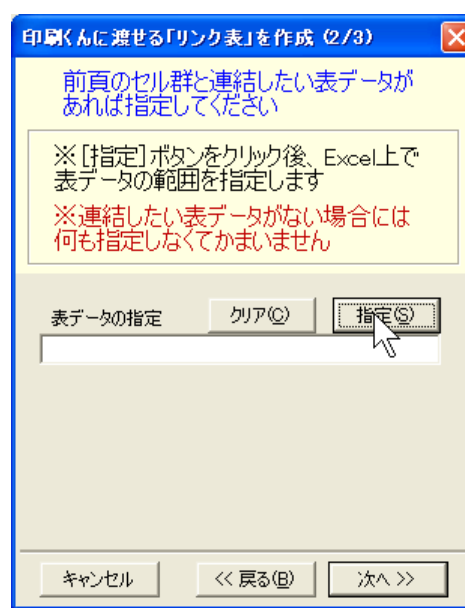 印刷くんに渡せる「リンク表」を作成 (2/3)
前頁のセル群と連結したい表データが
あれば指定してください
※[指定]ボタンをクリック後、Excel上で
表データの範囲を指定します
※連結したい表データがない場合には
何も指定しなくてかまいません
表データの指定 クリア(C) 指定(S)
キャンセル << 戻る(B) 次へ >>